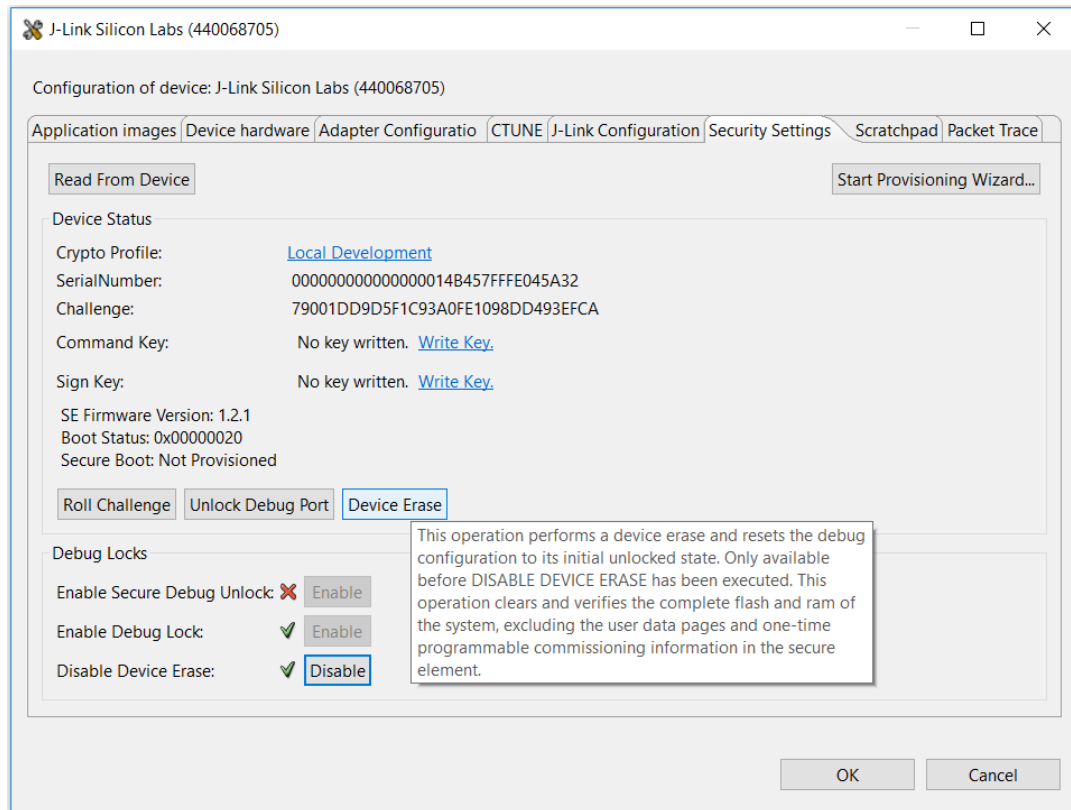 J-Link Silicon Labs (440068705)
Configuration of device: J-Link Silicon Labs (440068705)
Application images Device hardware Adapter Configuratio CTUNE J-Link Configuration Security Settings Scratchpad Packet Trace
Read From Device Start Provisioning Wizard...
Device Status
Crypto Profile: Local Development
SerialNumber: 000000000000000014B457FFFE045A32
Challenge: 79001DD9D5F1C93A0FE1098DD493EFCA
Command Key: No key written. Write Key.
Sign Key: No key written. Write Key.
SE Firmware Version: 1.2.1
Boot Status: 0x00000020
Secure Boot: Not Provisioned
Roll Challenge Unlock Debug Port Device Erase
This operation performs a device erase and resets the debug
configuration to its initial unlocked state. Only available
before DISABLE DEVICE ERASE has been executed. This
operation clears and verifies the complete flash and ram of
the system, excluding the user data pages and one-time
programmable commissioning information in the secure
element.
Debug Locks
Enable Secure Debug Unlock: Enable
Enable Debug Lock: Enable
Disable Device Erase: Disable
OK Cancel